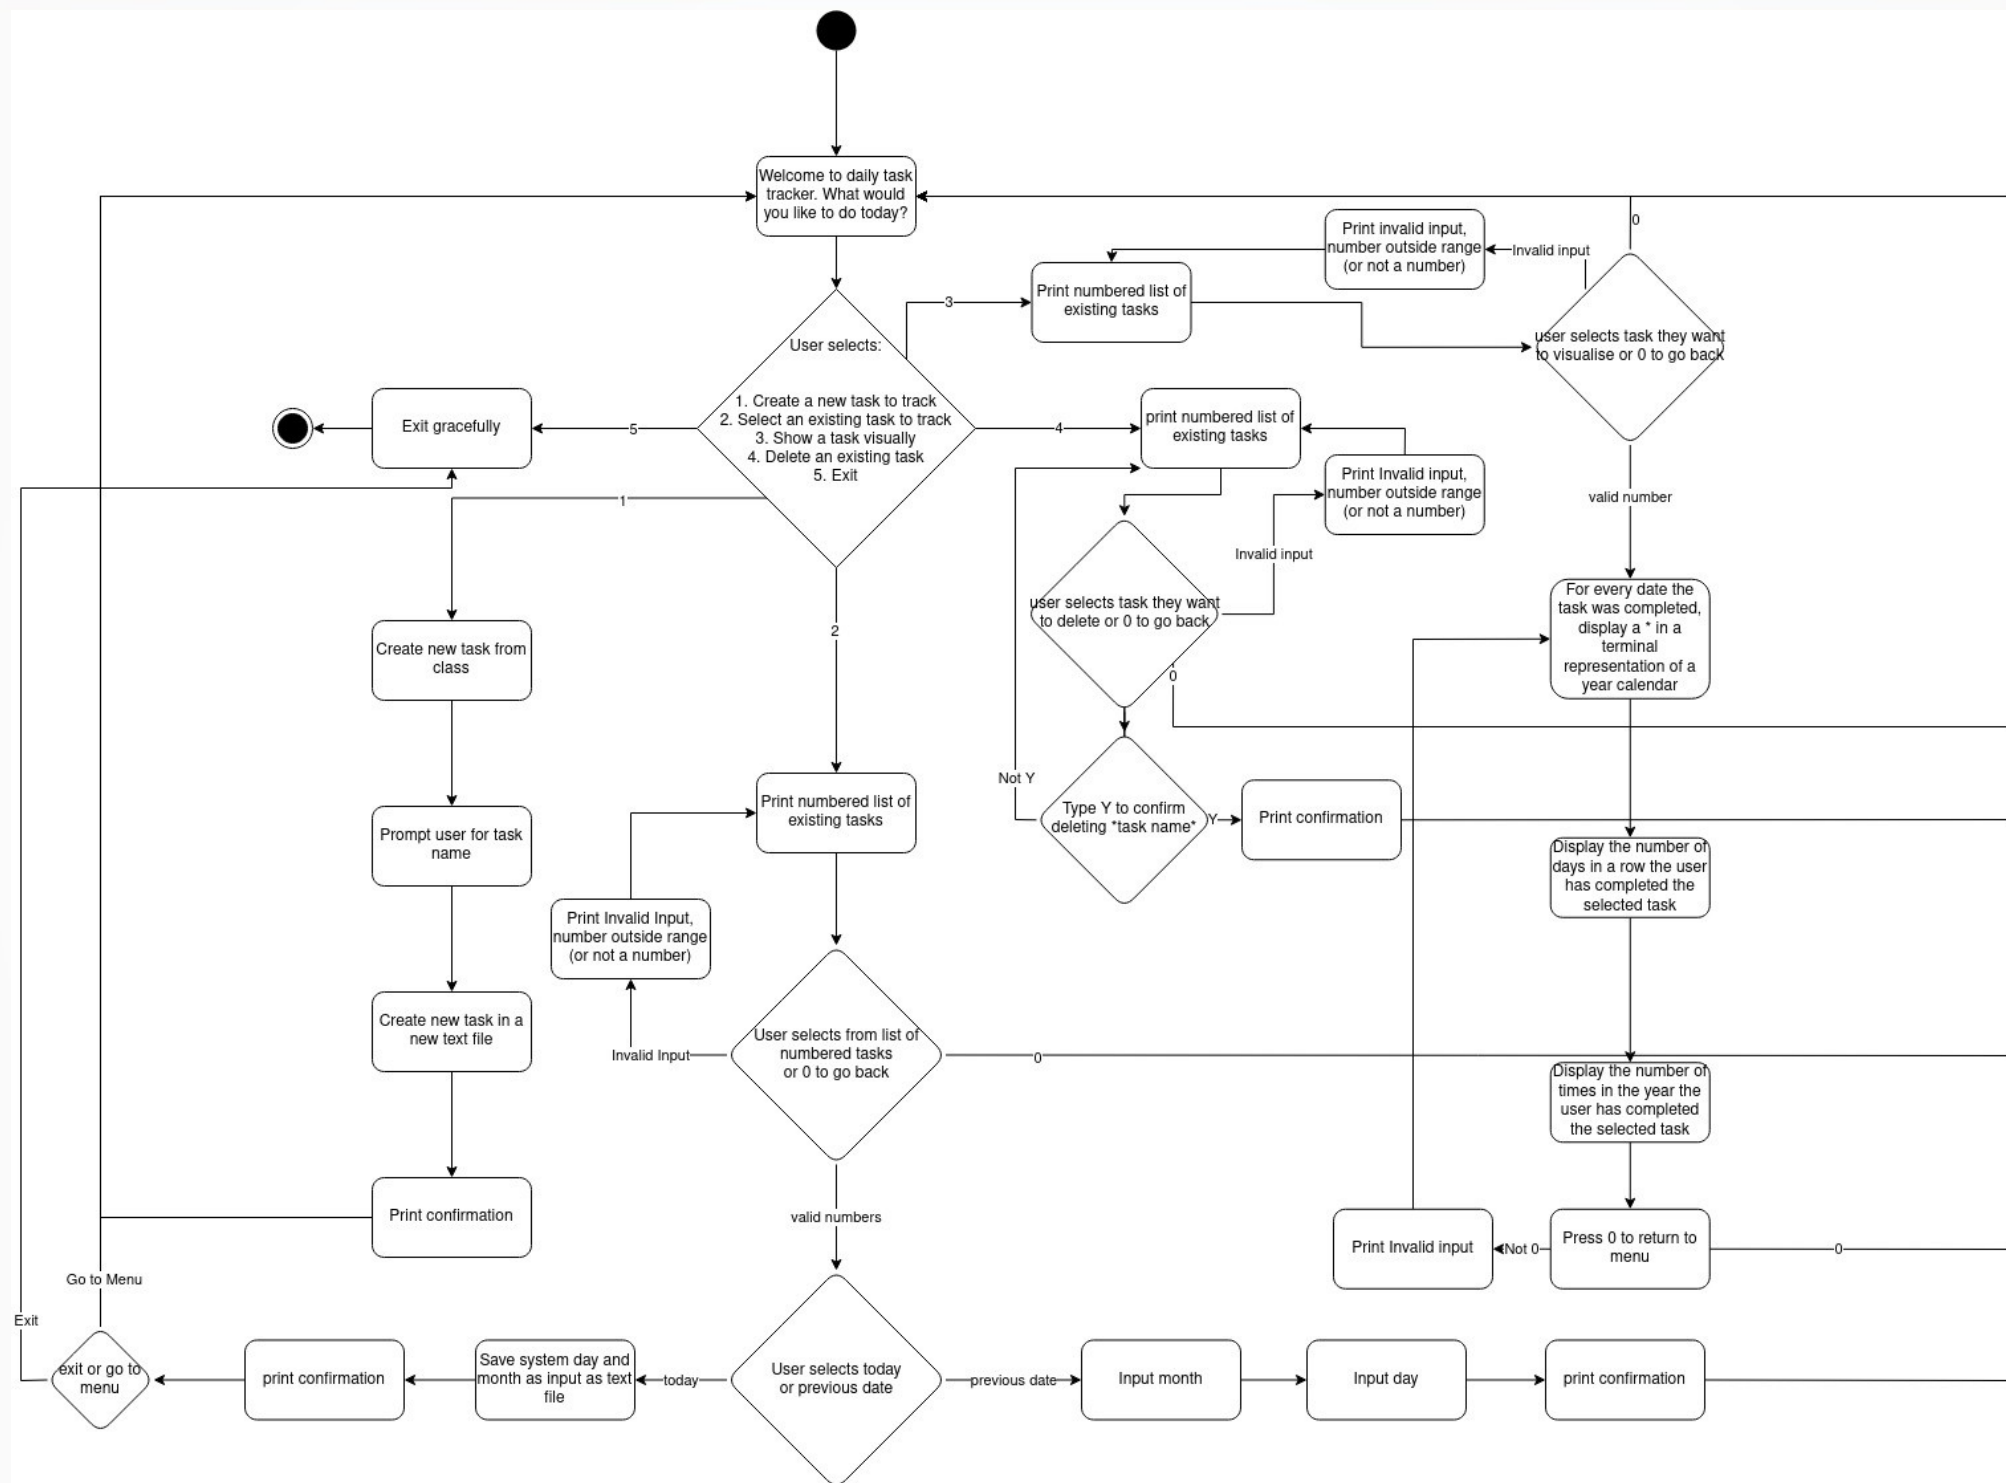 Welcome to daily task
tracker. What would
you like to do today?
0
Print invalid input,
number outside range
(or not a number)
Invalid input
Print numbered list of
existing tasks
3
user selects task they want
to visualise or 0 to go back
User selects:
1. Create a new task to track
2. Select an existing task to track
3. Show a task visually
4. Delete an existing task
5. Exit
Exit gracefully
5
4
print numbered list of
existing tasks
Print Invalid input,
number outside range
(or not a number)
1
valid number
Invalid input
user selects task they want
to delete or 0 to go back
0
For every date the
task was completed,
display a * in a
terminal
representation of a
year calendar
2
Create new task from
class
Not Y
Type Y to confirm
deleting *task name*
Y
Print confirmation
Prompt user for task
name
Print numbered list of
existing tasks
Display the number of
days in a row the user
has completed the
selected task
Print Invalid Input,
number outside range
(or not a number)
Create new task in a
new text file
Invalid Input
User selects from list of
numbered tasks
or 0 to go back
0
Display the number of
times in the year the
user has completed
the selected task
Print confirmation
valid numbers
Print Invalid input
Not 0
Press 0 to return to
menu
0
Go to Menu
Exit
exit or go to
menu
print confirmation
Save system day and
month as input as text
file
today
User selects today
or previous date
previous date
Input month
Input day
print confirmation